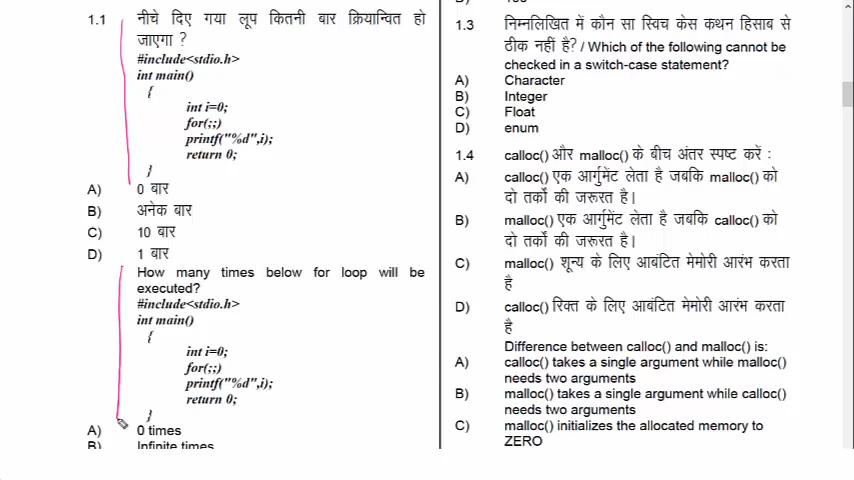 1.1 नीचे दिए गया लूप कितनी बार क्रियान्वित हो
जाएगा ?
#include<stdio.h>
int main()
{
int i=0;
for(;;)
printf("%d",i);
return 0;
}
A) 0 बार
B) अनेक बार
C) 10 बार
D) 1 बार
How many times below for loop will be
executed?
#include<stdio.h>
int main()
{
int i=0;
for(;;)
printf("%d",i);
return 0;
}
A) 0 times
B) Infinite times
1.3 निम्नलिखित में कौन सा स्विच केस कथन हिसाब से
ठीक नहीं है? / Which of the following cannot be
checked in a switch-case statement?
A) Character
B) Integer
C) Float
D) enum
1.4 calloc() और malloc() के बीच अंतर स्पष्ट करें :
A) calloc() एक आर्गुमेंट लेता है जबकि malloc() को
दो तर्कों की जरूरत है।
B) malloc() एक आर्गुमेंट लेता है जबकि calloc() को
दो तर्कों की जरूरत है।
C) malloc() शून्य के लिए आबंटित मेमोरी आरंभ करता
है
D) calloc() रिक्त के लिए आबंटित मेमोरी आरंभ करता
है
Difference between calloc() and malloc() is:
A) calloc() takes a single argument while malloc()
needs two arguments
B) malloc() takes a single argument while calloc()
needs two arguments
C) malloc() initializes the allocated memory to
ZERO